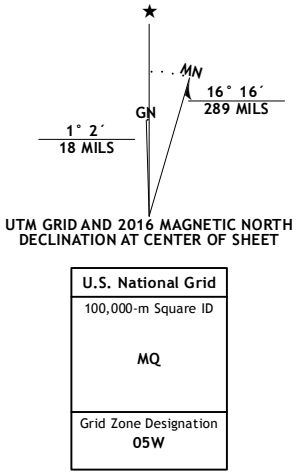 ★
MN
GN
16° 16´
289 MILS
1° 2´
18 MILS
UTM GRID AND 2016 MAGNETIC NORTH
DECLINATION AT CENTER OF SHEET
U.S. National Grid
100,000-m Square ID
MQ
Grid Zone Designation
05W